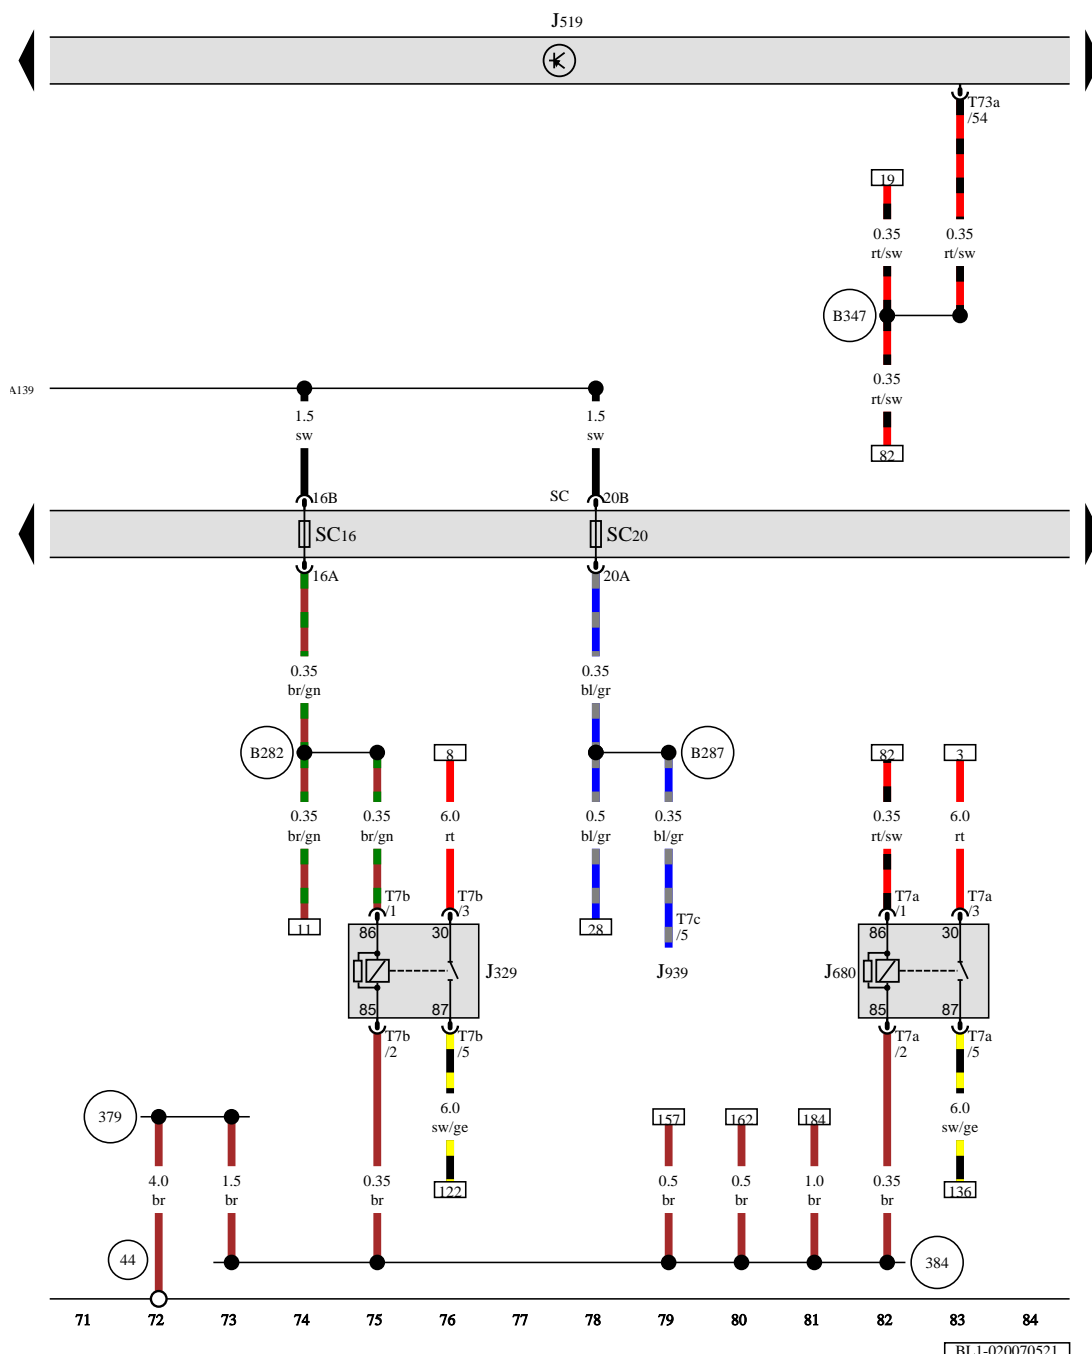 J519
T73a
/54
19
0.35
rt/sw
0.35
rt/sw
B347
0.35
rt/sw
82
A139
1.5
sw
1.5
sw
16B
SC
20B
SC16
SC20
16A
20A
0.35
br/gn
0.35
bl/gr
B282
8
B287
82
3
0.35
br/gn
0.35
br/gn
6.0
rt
0.5
bl/gr
0.35
bl/gr
0.35
rt/sw
6.0
rt
T7b
/1
T7b
/3
T7a
/1
T7a
/3
11
28
T7c
/5
86
30
86
30
J329
J939
J680
85
87
85
87
T7b
/2
T7b
/5
T7a
/2
T7a
/5
379
6.0
sw/ge
157
162
184
6.0
sw/ge
4.0
br
1.5
br
0.35
br
122
0.5
br
0.5
br
1.0
br
0.35
br
136
44
384
71 72 73 74 75 76 77 78 79 80 81 82 83 84
BL1-020070521